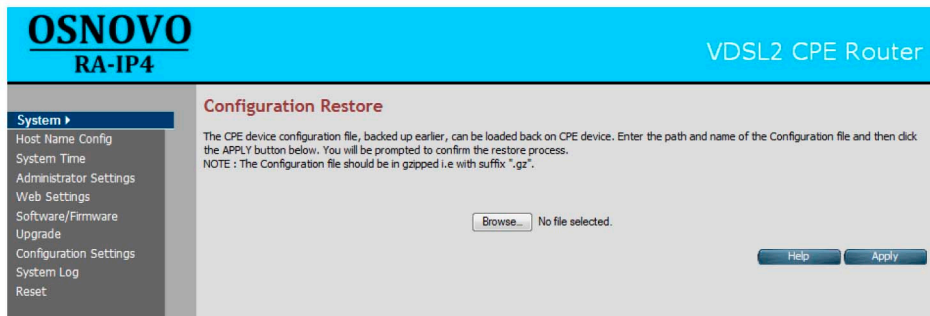 OSNOVO
RA-IP4
VDSL2 CPE Router
System
Host Name Config
System Time
Administrator Settings
Web Settings
Software/Firmware
Upgrade
Configuration Settings
System Log
Reset
Configuration Restore
The CPE device configuration file, backed up earlier, can be loaded back on CPE device. Enter the path and name of the Configuration file and then click
the APPLY button below. You will be prompted to confirm the restore process.
NOTE : The Configuration file should be in gzipped i.e with suffix ".gz".
Browse... No file selected.
Help Apply